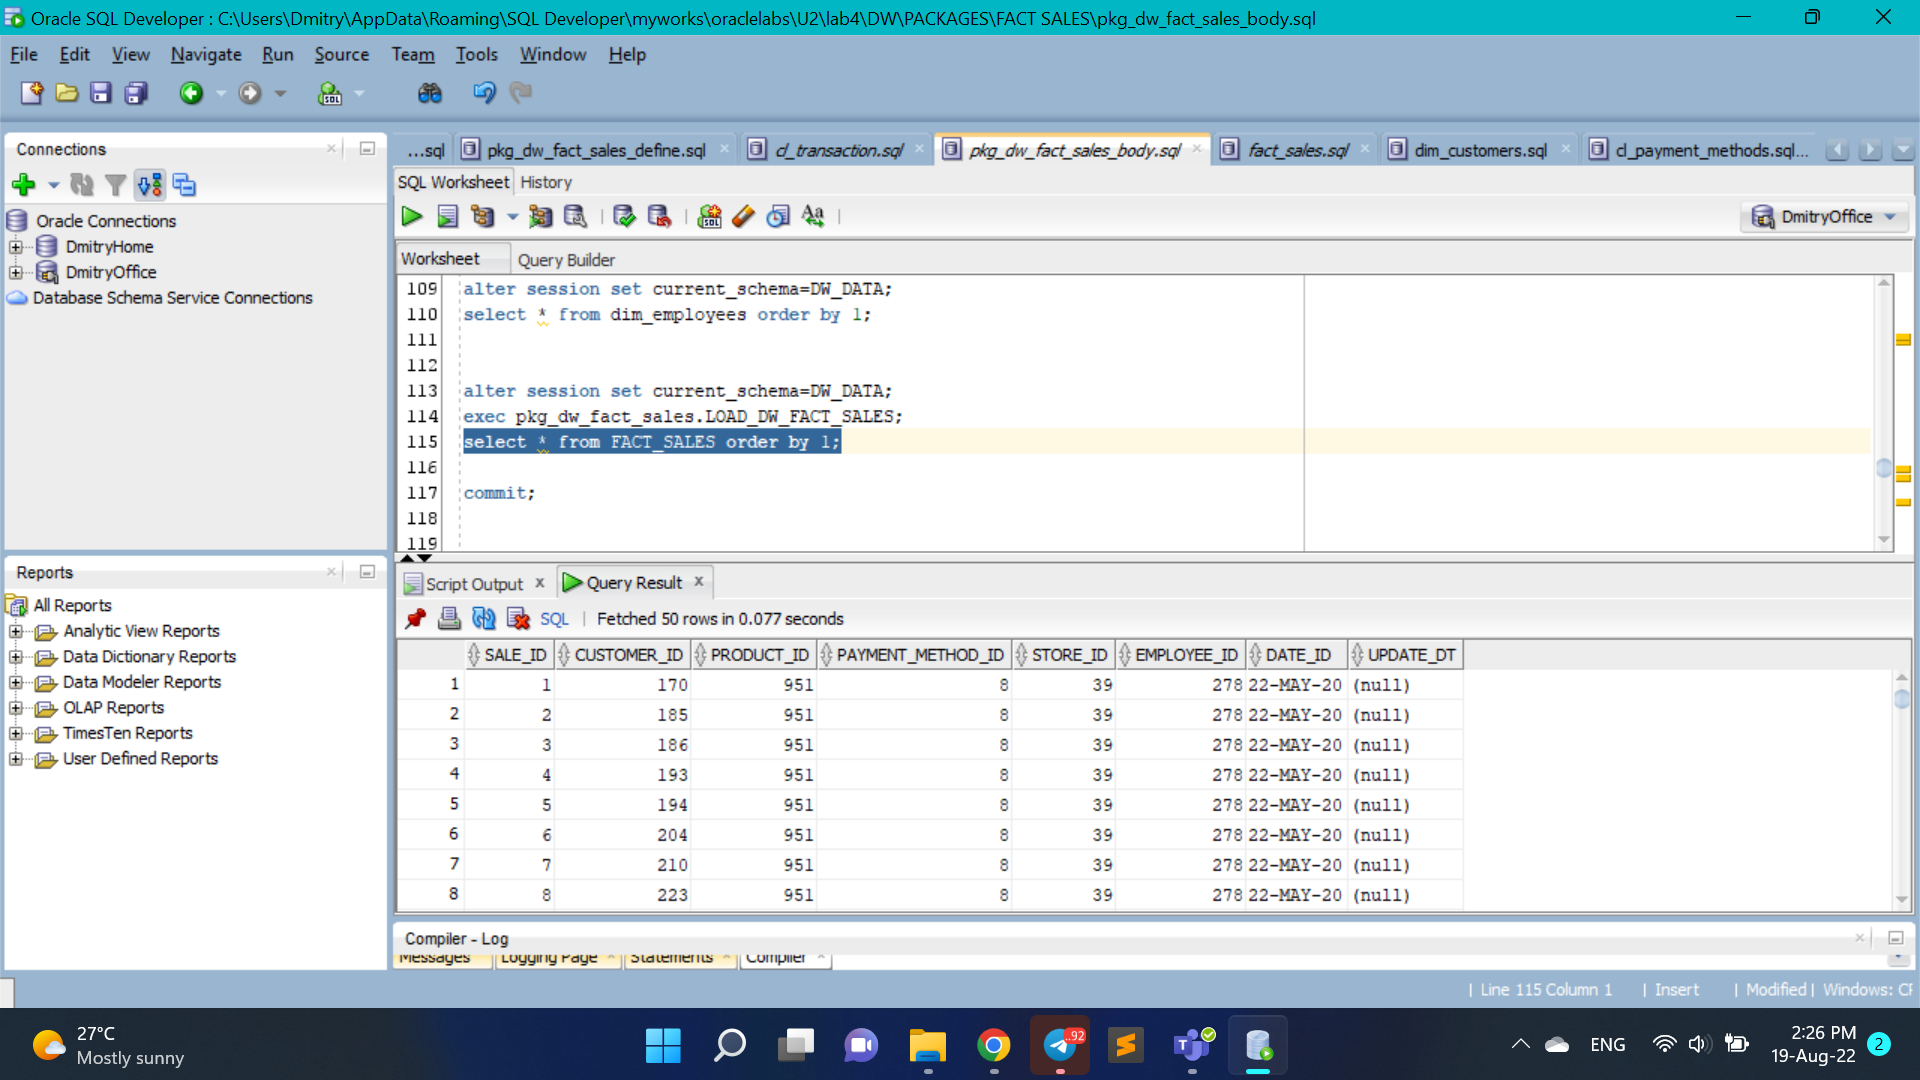 Oracle SQL Developer : C:\Users\Dmitry\AppData\Roaming\SQL Developer\myworks\oraclelabs\U2\lab4\DW\PACKAGES\FACT SALES\pkg_dw_fact_sales_body.sql
File Edit View Navigate Run Source Team Tools Window Help
Connections
Oracle Connections
DmitryHome
DmitryOffice
Database Schema Service Connections
Reports
All Reports
Analytic View Reports
Data Dictionary Reports
Data Modeler Reports
OLAP Reports
TimesTen Reports
User Defined Reports
...sql pkg_dw_fact_sales_define.sql cl_transaction.sql pkg_dw_fact_sales_body.sql fact_sales.sql dim_customers.sql cl_payment_methods.sql...
SQL Worksheet History
DmitryOffice
Worksheet Query Builder
109 alter session set current_schema=DW_DATA;
110 select * from dim_employees order by 1;
111
112
113 alter session set current_schema=DW_DATA;
114 exec pkg_dw_fact_sales.LOAD_DW_FACT_SALES;
115 select * from FACT_SALES order by 1;
116
117 commit;
118
119
Script Output x Query Result x
SQL | Fetched 50 rows in 0.077 seconds
SALE_ID CUSTOMER_ID PRODUCT_ID PAYMENT_METHOD_ID STORE_ID EMPLOYEE_ID DATE_ID UPDATE_DT
1 1 170 951 8 39 278 22-MAY-20 (null)
2 2 185 951 8 39 278 22-MAY-20 (null)
3 3 186 951 8 39 278 22-MAY-20 (null)
4 4 193 951 8 39 278 22-MAY-20 (null)
5 5 194 951 8 39 278 22-MAY-20 (null)
6 6 204 951 8 39 278 22-MAY-20 (null)
7 7 210 951 8 39 278 22-MAY-20 (null)
8 8 223 951 8 39 278 22-MAY-20 (null)
Compiler - Log
Messages Logging Page Statements Compiler
| Line 115 Column 1 | Insert | Modified | Windows: CF
27°C
Mostly sunny
..92
ENG
2:26 PM
19-Aug-22
2